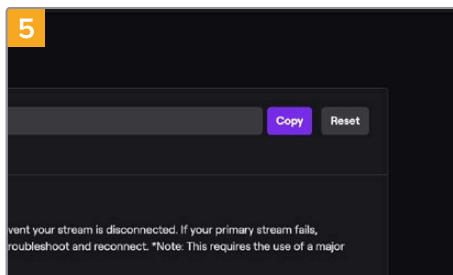 5
Copy Reset
vent your stream is disconnected. If your primary stream fails,
roubleshoot and reconnect. *Note: This requires the use of a major